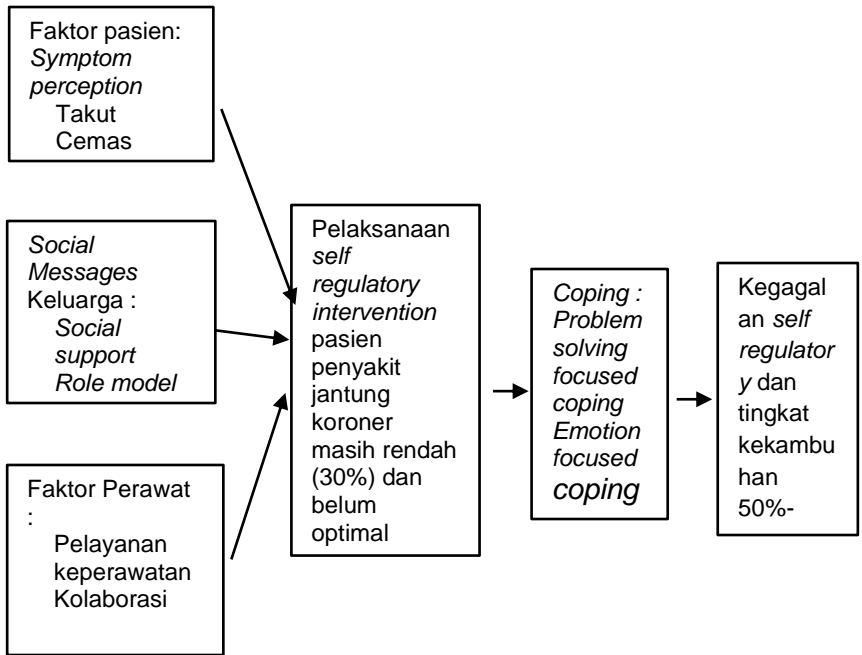 Faktor pasien:
Symptom
perception
Takut
Cemas
Social
Messages
Keluarga :
Social
support
Role model
Faktor Perawat
:
Pelayanan
keperawatan
Kolaborasi
Pelaksanaan
self
regulatory
intervention
pasien
penyakit
jantung
koroner
masih rendah
(30%) dan
belum
optimal
Coping :
Problem
solving
focused
coping
Emotion
focused
coping
Kegagal
an self
regulator
y dan
tingkat
kekambu
han
50%-